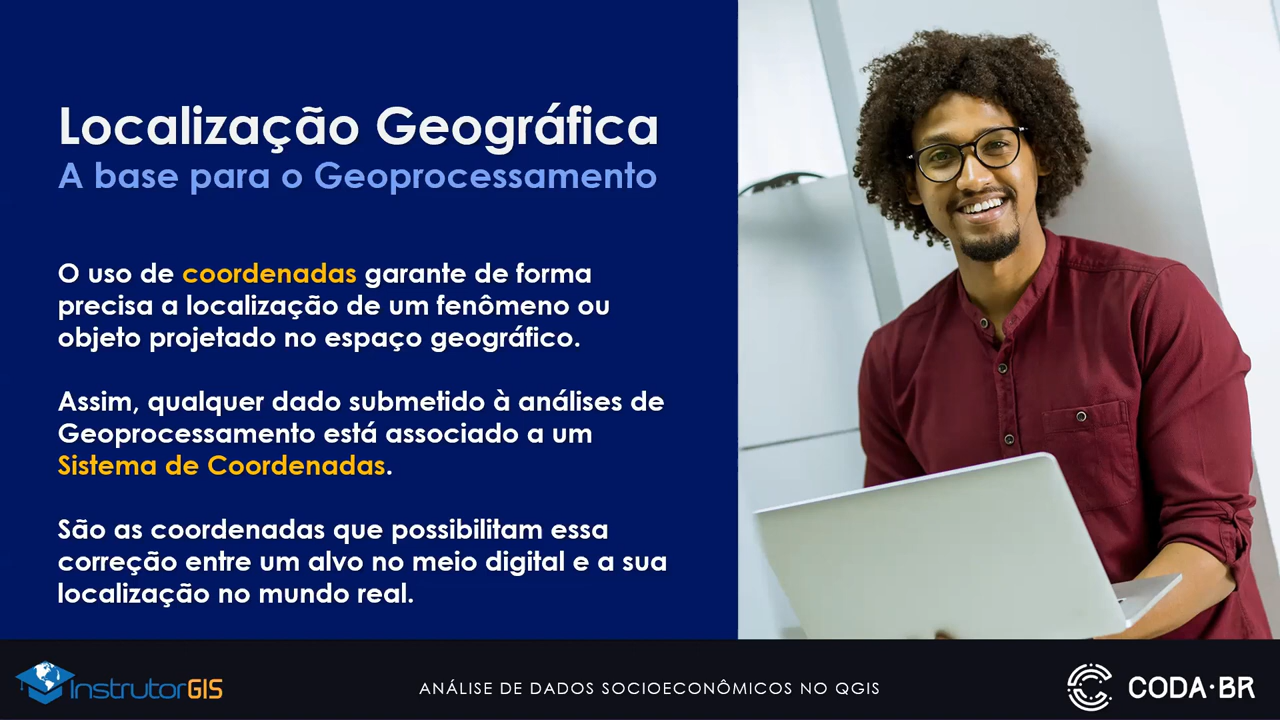 Localização Geográfica
A base para o Geoprocessamento
O uso de coordenadas garante de forma
precisa a localização de um fenômeno ou
objeto projetado no espaço geográfico.
Assim, qualquer dado submetido à análises de
Geoprocessamento está associado a um
Sistema de Coordenadas.
São as coordenadas que possibilitam essa
correção entre um alvo no meio digital e a sua
localização no mundo real.
InstrutorGIS
ANÁLISE DE DADOS SOCIOECONÔMICOS NO QGIS
CODA·BR